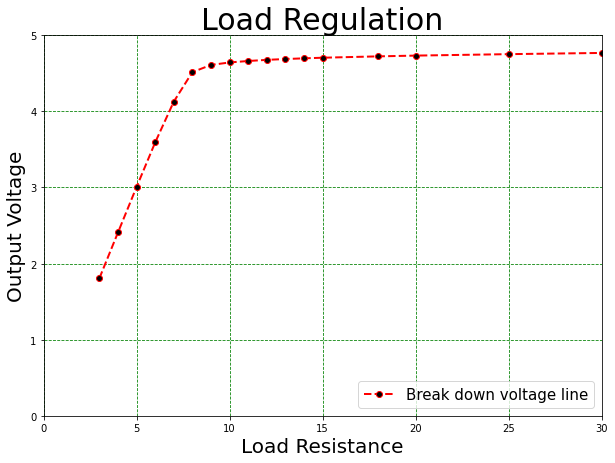 Load Regulation
Output Voltage
5
4
3
2
1
0
Break down voltage line
0 5 10 15 20 25 30
Load Resistance